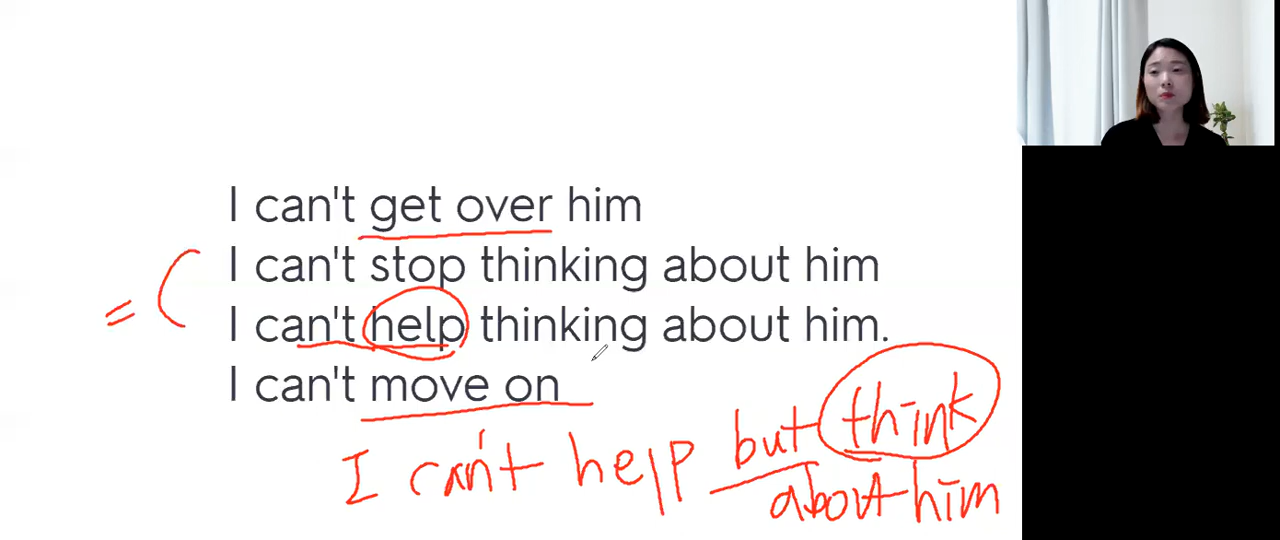 I can't get over him
I can't stop thinking about him
= ( I can't help thinking about him.
I can't move on
I can't help but think
about him